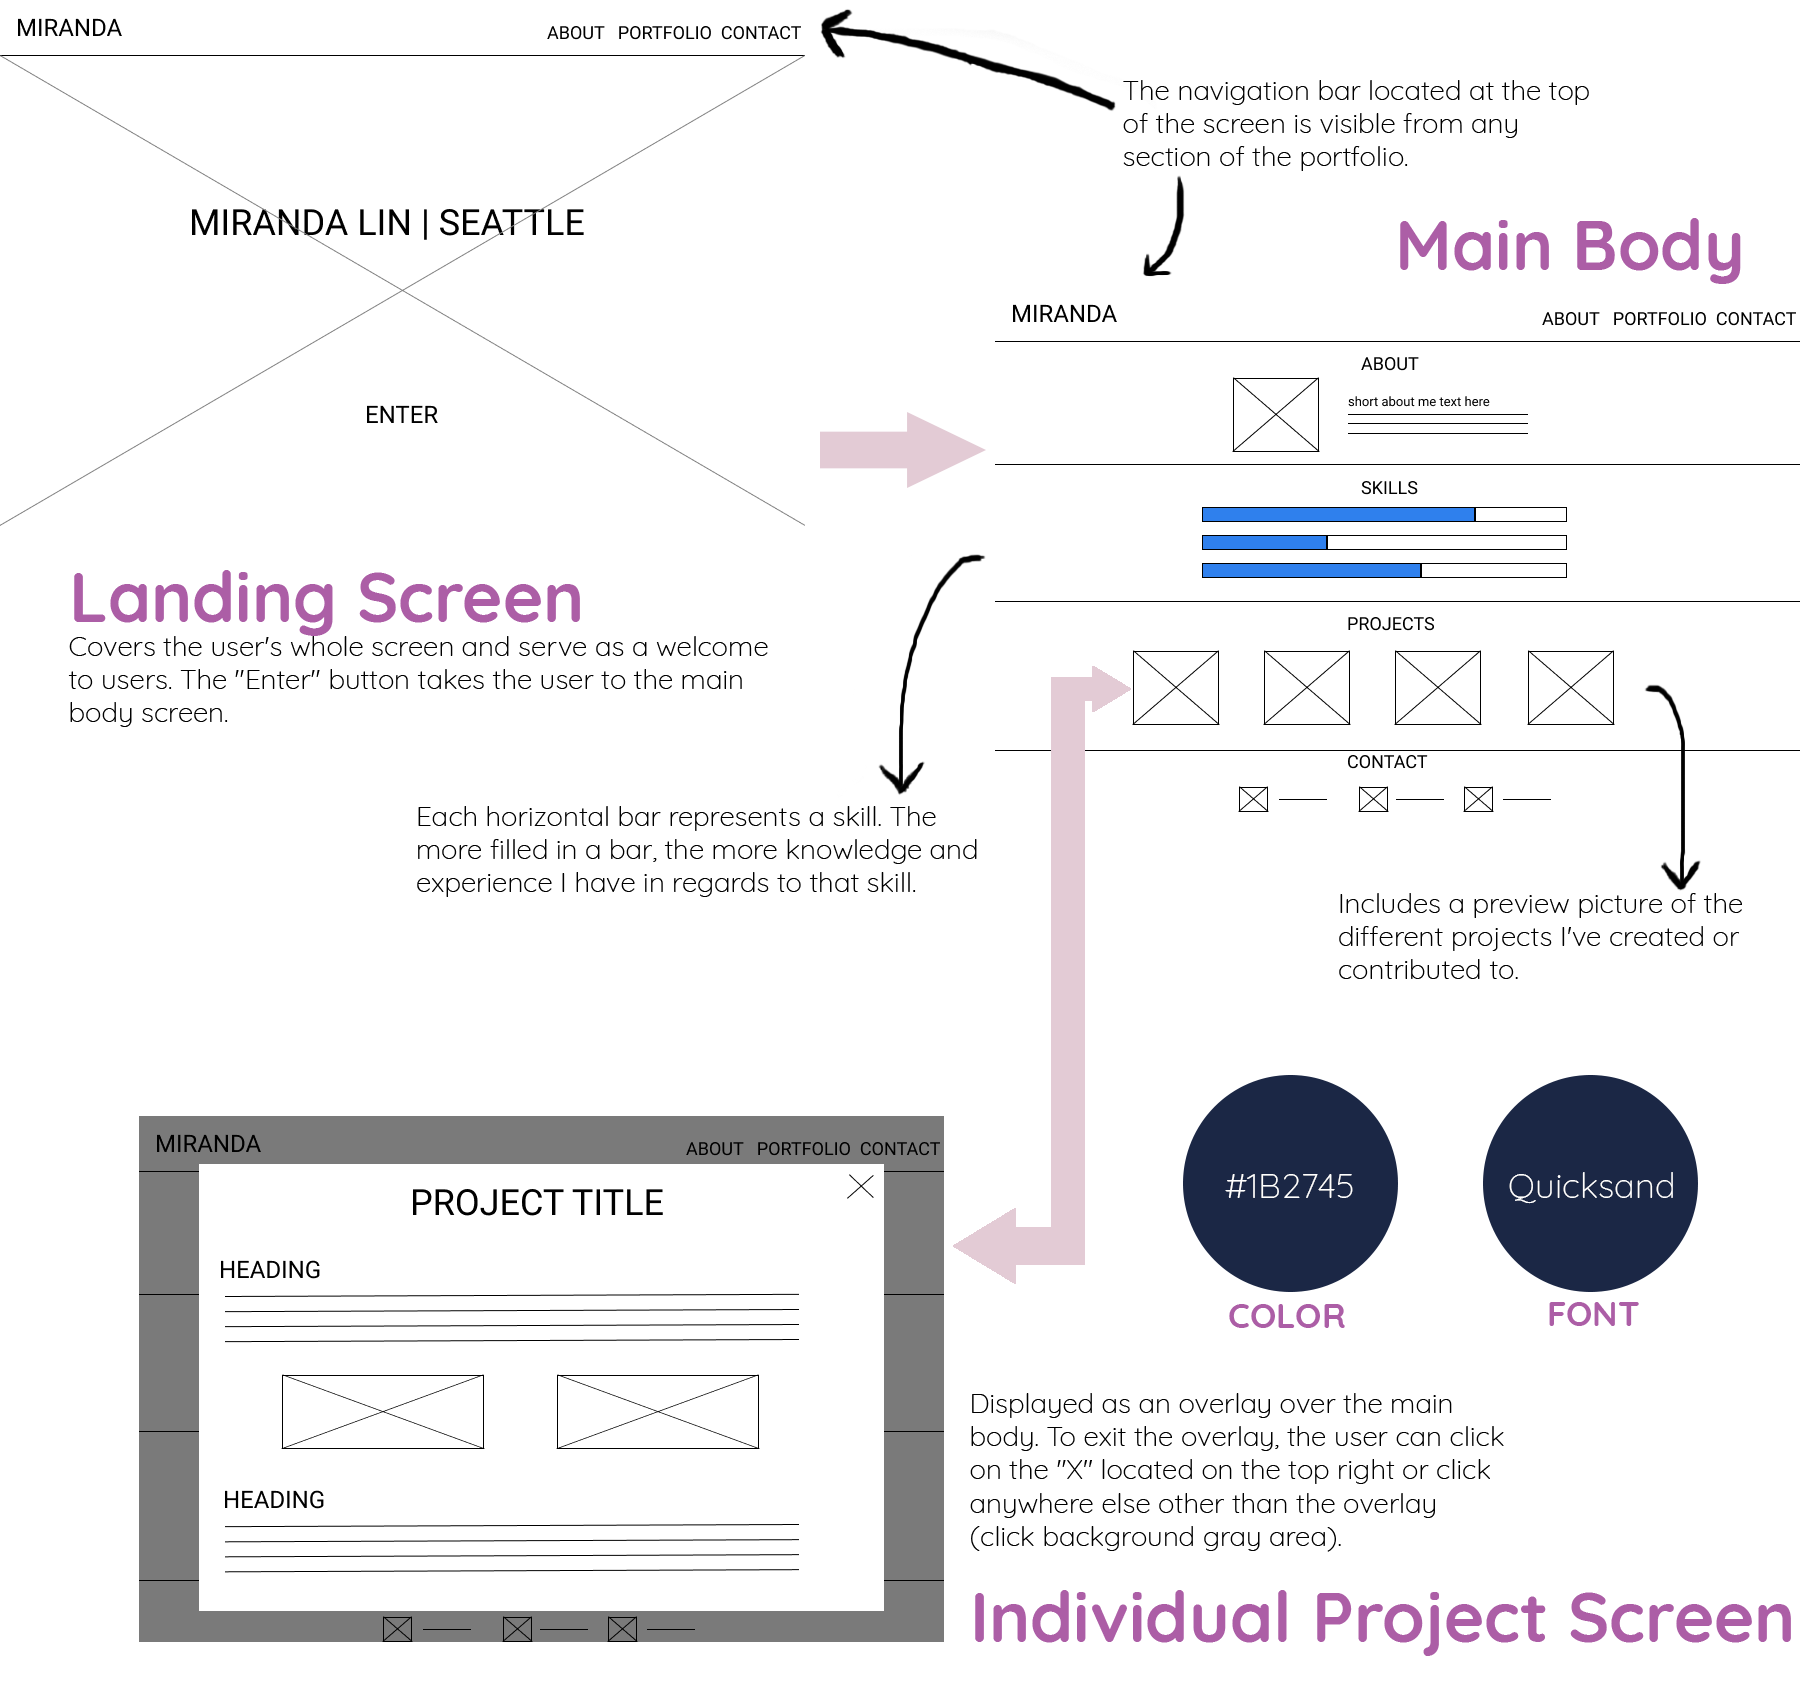 MIRANDA
ABOUT PORTFOLIO CONTACT
MIRANDA LIN | SEATTLE
ENTER
Landing Screen
Covers the user's whole screen and serve as a welcome
to users. The "Enter" button takes the user to the main
body screen.
The navigation bar located at the top
of the screen is visible from any
section of the portfolio.
Main Body
MIRANDA
ABOUT PORTFOLIO CONTACT
ABOUT
short about me text here
SKILLS
PROJECTS
CONTACT
Each horizontal bar represents a skill. The
more filled in a bar, the more knowledge and
experience I have in regards to that skill.
Includes a preview picture of the
different projects I've created or
contributed to.
#1B2745
COLOR
Quicksand
FONT
MIRANDA
ABOUT PORTFOLIO CONTACT
PROJECT TITLE
HEADING
HEADING
Displayed as an overlay over the main
body. To exit the overlay, the user can click
on the "X" located on the top right or click
anywhere else other than the overlay
(click background gray area).
Individual Project Screen